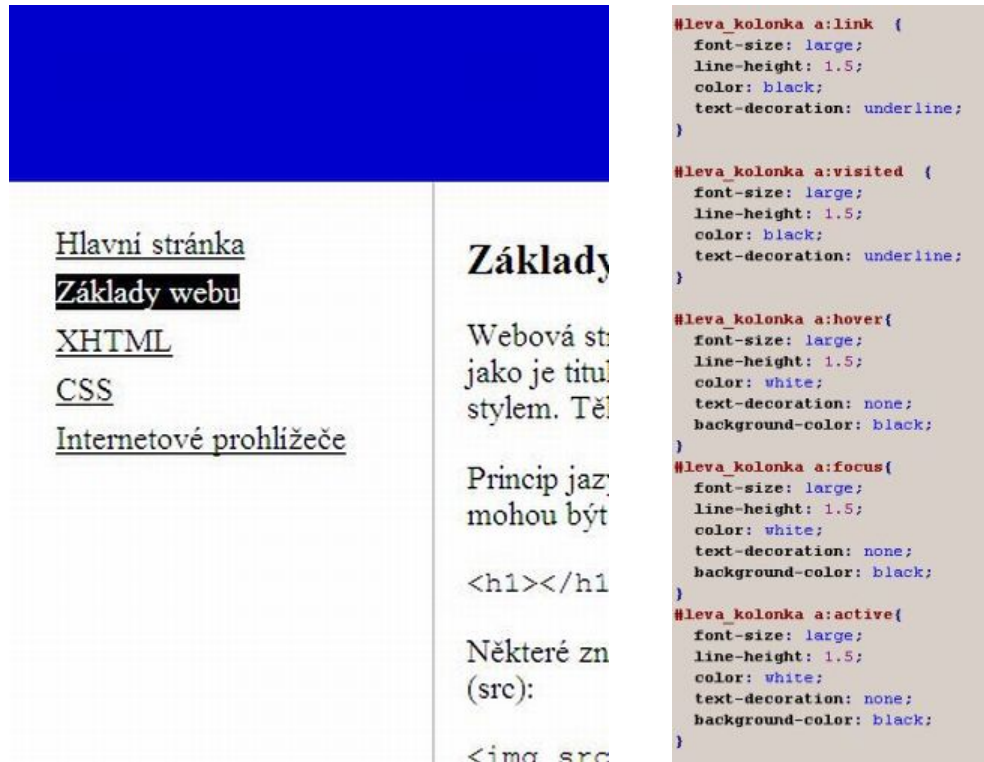 Hlavní stránka
Základy webu
XHTML
CSS
Internetové prohlížeče
Základy
Webová
jako je
stylem.
Princip
mohou být
<h1></h1
Některé
(src):
<img src
#leva_kolonka a:link {
font-size: large;
line-height: 1.5;
color: black;
text-decoration: underline;
}
#leva_kolonka a:visited {
font-size: large;
line-height: 1.5;
color: black;
text-decoration: underline;
}
#leva_kolonka a:hover{
font-size: large;
line-height: 1.5;
color: white;
text-decoration: none;
background-color: black;
}
#leva_kolonka a:focus{
font-size: large;
line-height: 1.5;
color: white;
text-decoration: none;
background-color: black;
}
#leva_kolonka a:active{
font-size: large;
line-height: 1.5;
color: white;
text-decoration: none;
background-color: black;
}